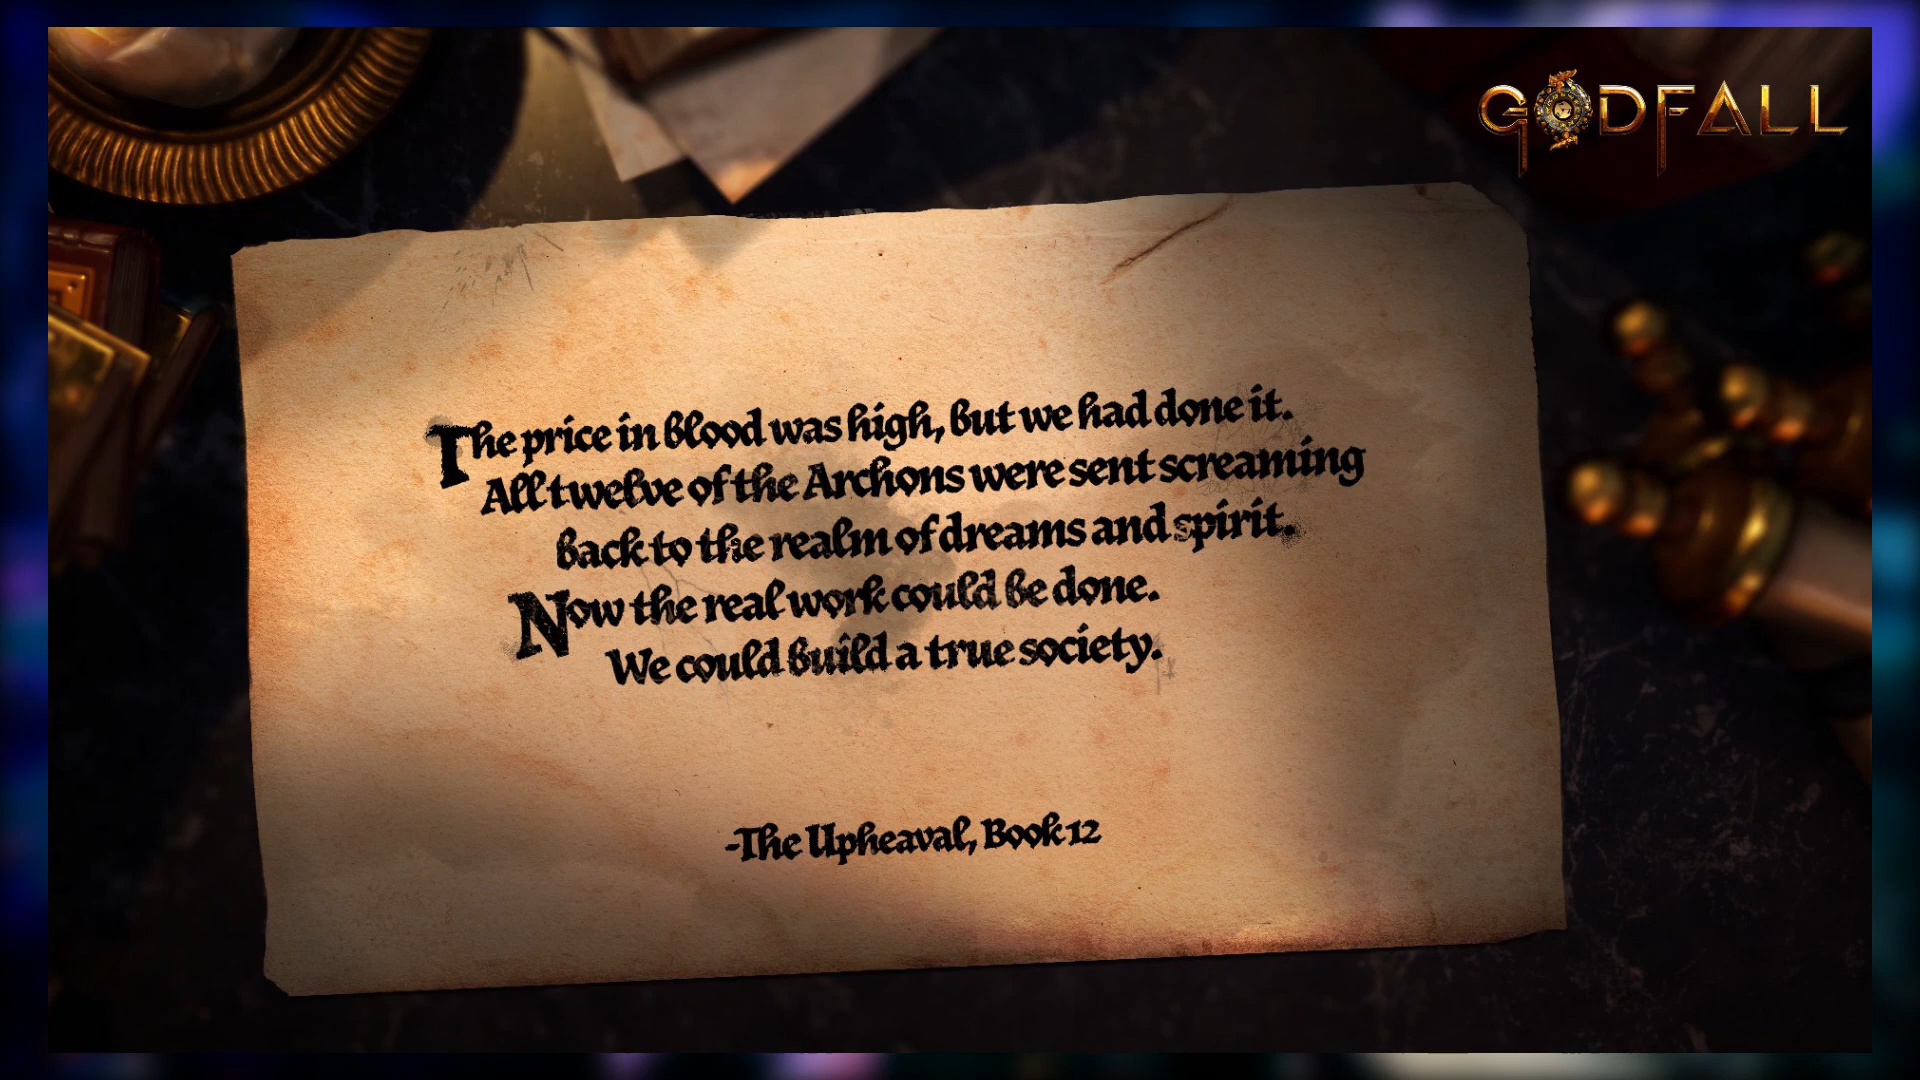 GODFALL
The price in blood was high, but we had done it.
All twelve of the Archons were sent screaming
back to the realm of dreams and spirit.
Now the real work could be done.
We could build a true society.
-The Upheaval, Book 12